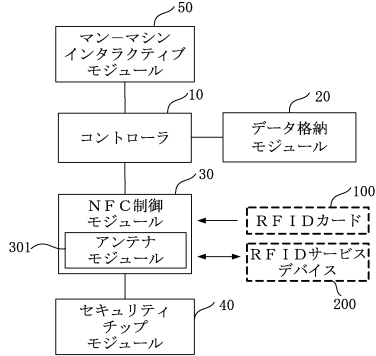 50
マン－マシン
インタラクティブ
モジュール
10
コントローラ
20
データ格納
モジュール
30
ＮＦＣ制御
モジュール
301
アンテナ
モジュール
100
ＲＦＩＤカード
ＲＦＩＤサービス
デバイス
200
セキュリティ
チップ
モジュール
40